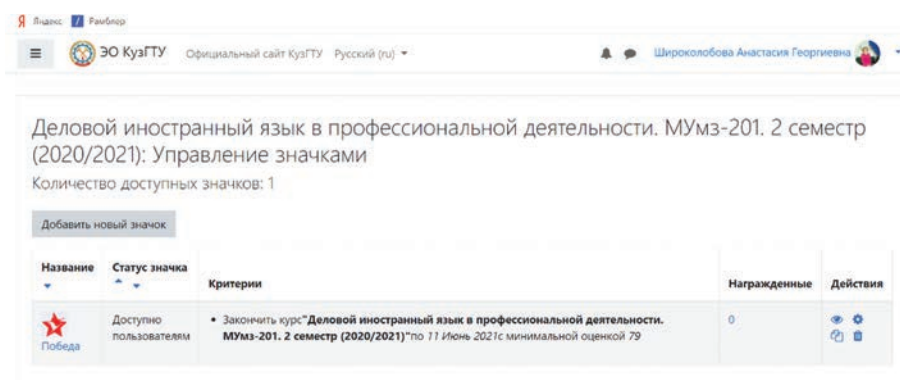 Яндекс Рамблер
ЭО КузГТУ Официальный сайт КузГТУ Русский (ru) Широколобова Анастасия Георгиевна
Деловой иностранный язык в профессиональной деятельности. МУмз-201. 2 семестр
(2020/2021): Управление значками
Количество доступных значков: 1
Добавить новый значок
Название Статус значка Критерии Награжденные Действия
Победа Доступно пользователям
• Закончить курс"Деловой иностранный язык в профессиональной деятельности.
МУмз-201. 2 семестр (2020/2021)"по 11 Июнь 2021с минимальной оценкой 79
0